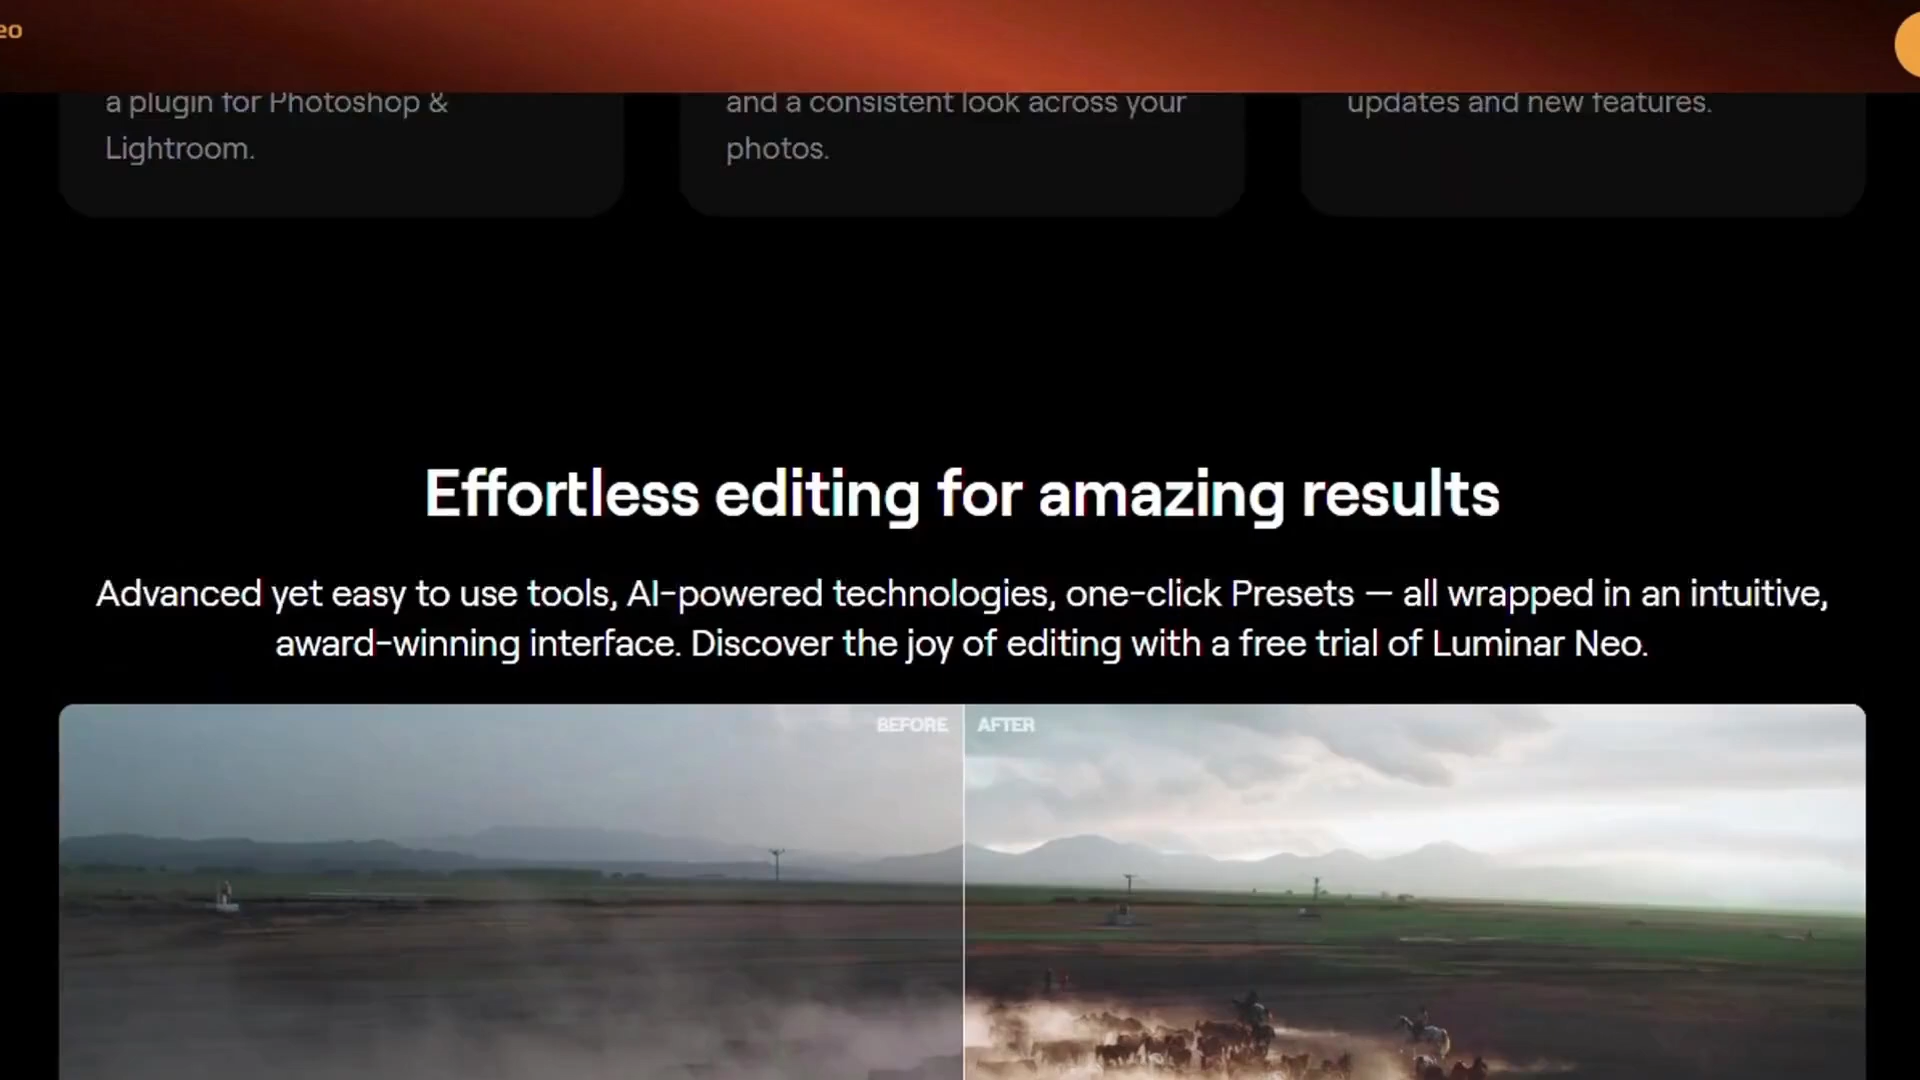 eo
a plugin for Photoshop &
Lightroom.
and a consistent look across your
photos.
updates and new features.
Effortless editing for amazing results
Advanced yet easy to use tools, AI-powered technologies, one-click Presets — all wrapped in an intuitive,
award-winning interface. Discover the joy of editing with a free trial of Luminar Neo.
BEFORE
AFTER